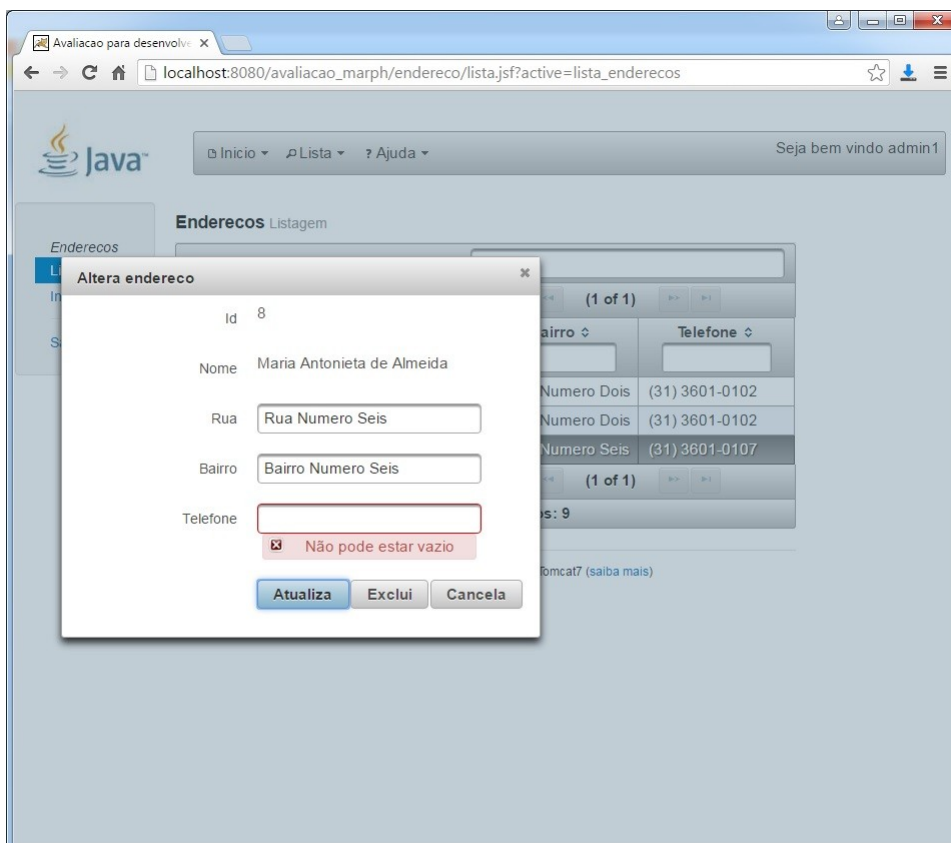 Avaliacao para desenvolve
localhost:8080/avaliacao_marph/endereco/lista.jsf?active=lista_enderecos
Java
Inicio Lista ? Ajuda
Seja bem vindo admin1
Enderecos Listagem
Enderecos
Altera endereco
(1 of 1)
Id 8
airro Telefone
Nome Maria Antonieta de Almeida
Numero Dois (31) 3601-0102
Rua Rua Numero Seis
Numero Dois (31) 3601-0102
Numero Seis (31) 3601-0107
Bairro Bairro Numero Seis
(1 of 1)
Telefone
s: 9
Não pode estar vazio
Tomcat7 (saiba mais)
Atualiza Exclui Cancela